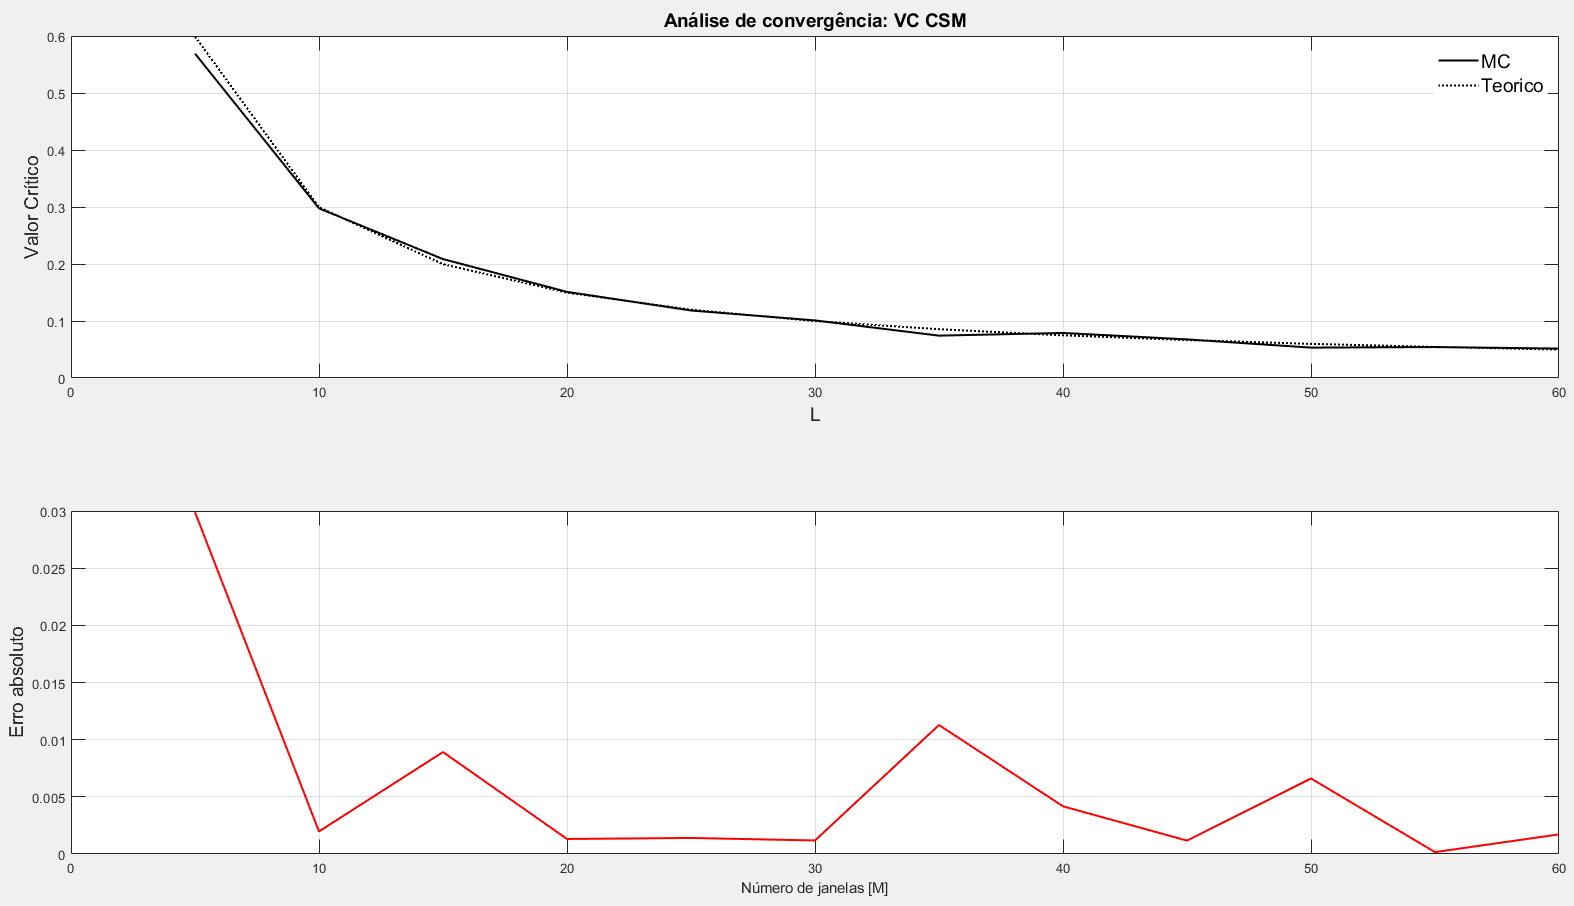 Análise de convergência: VC CSM
MC
Teorico
Valor Crítico
0.6
0.5
0.4
0.3
0.2
0.1
0
0 10 20 30 40 50 60
L
Erro absoluto
0.03
0.025
0.02
0.015
0.01
0.005
0
0 10 20 30 40 50 60
Número de janelas [M]